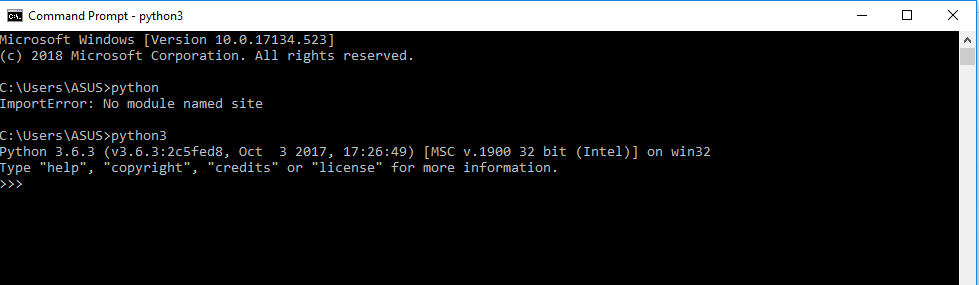 Command Prompt - python3
Microsoft Windows [Version 10.0.17134.523]
(c) 2018 Microsoft Corporation. All rights reserved.
C:\Users\ASUS>python
ImportError: No module named site
C:\Users\ASUS>python3
Python 3.6.3 (v3.6.3:2c5fed8, Oct  3 2017, 17:26:49) [MSC v.1900 32 bit (Intel)] on win32
Type "help", "copyright", "credits" or "license" for more information.
>>>